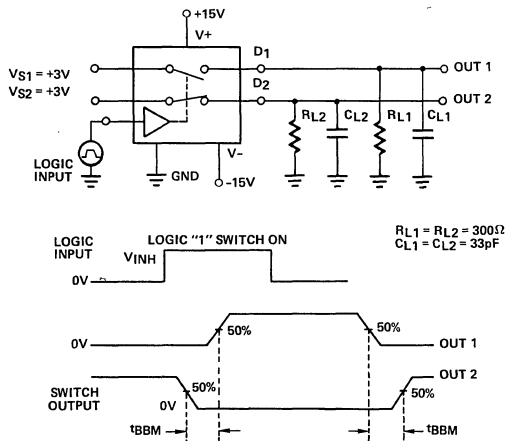 +15V
V+
D1
D2
VS1 = +3V
VS2 = +3V
OUT 1
OUT 2
RL2
CL2
RL1
CL1
LOGIC
INPUT
GND
V–
–15V
RL1 = RL2 = 300Ω
CL1 = CL2 = 33pF
LOGIC
INPUT
LOGIC "1" SWITCH ON
VINH
0V
50%
50%
0V
OUT 1
50%
50%
OUT 2
SWITCH
OUTPUT
0V
tBBM
tBBM